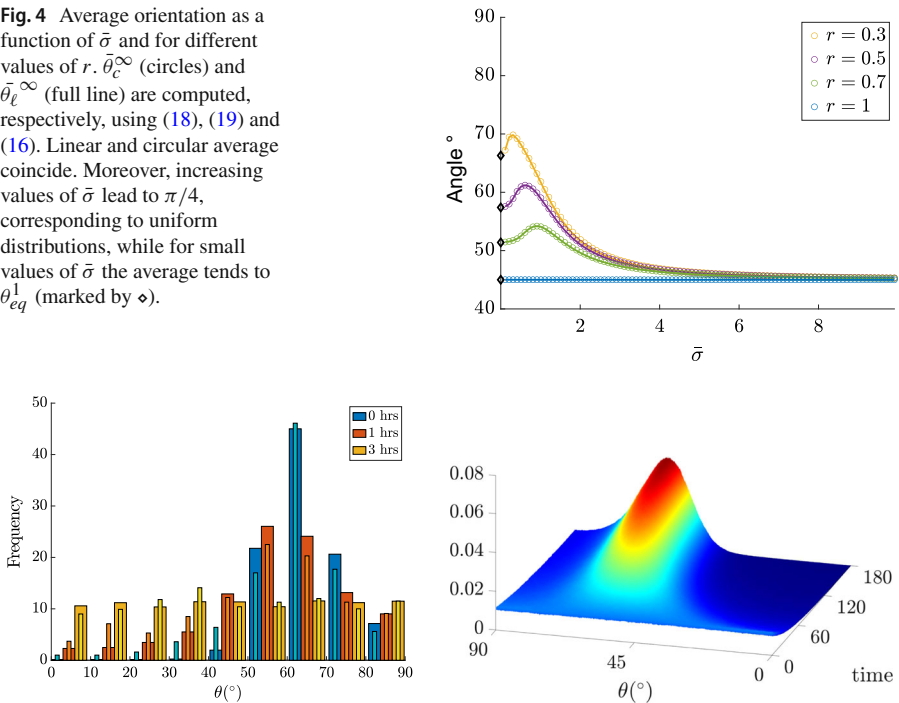 Fig. 4 Average orientation as a
function of σ̄ and for different
values of r. θ̄_c^∞ (circles) and
θ̄_ℓ^∞ (full line) are computed,
respectively, using (18), (19) and
(16). Linear and circular average
coincide. Moreover, increasing
values of σ̄ lead to π/4,
corresponding to uniform
distributions, while for small
values of σ̄ the average tends to
θ_eq^1 (marked by ⋄).
90
80
70
60
50
40
Angle°
2
4
6
8
σ̄
r = 0.3
r = 0.5
r = 0.7
r = 1
50
40
30
20
10
0
Frequency
0 10 20 30 40 50 60 70 80 90
θ(°)
0 hrs
1 hrs
3 hrs
0.08
0.06
0.04
0.02
0
90
45
0
θ(°)
0
60
120
180
time